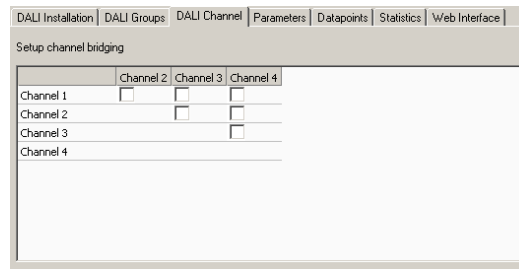 DALI Installation DALI Groups DALI Channel Parameters Datapoints Statistics Web Interface
Setup channel bridging
Channel 2 Channel 3 Channel 4
Channel 1
Channel 2
Channel 3
Channel 4